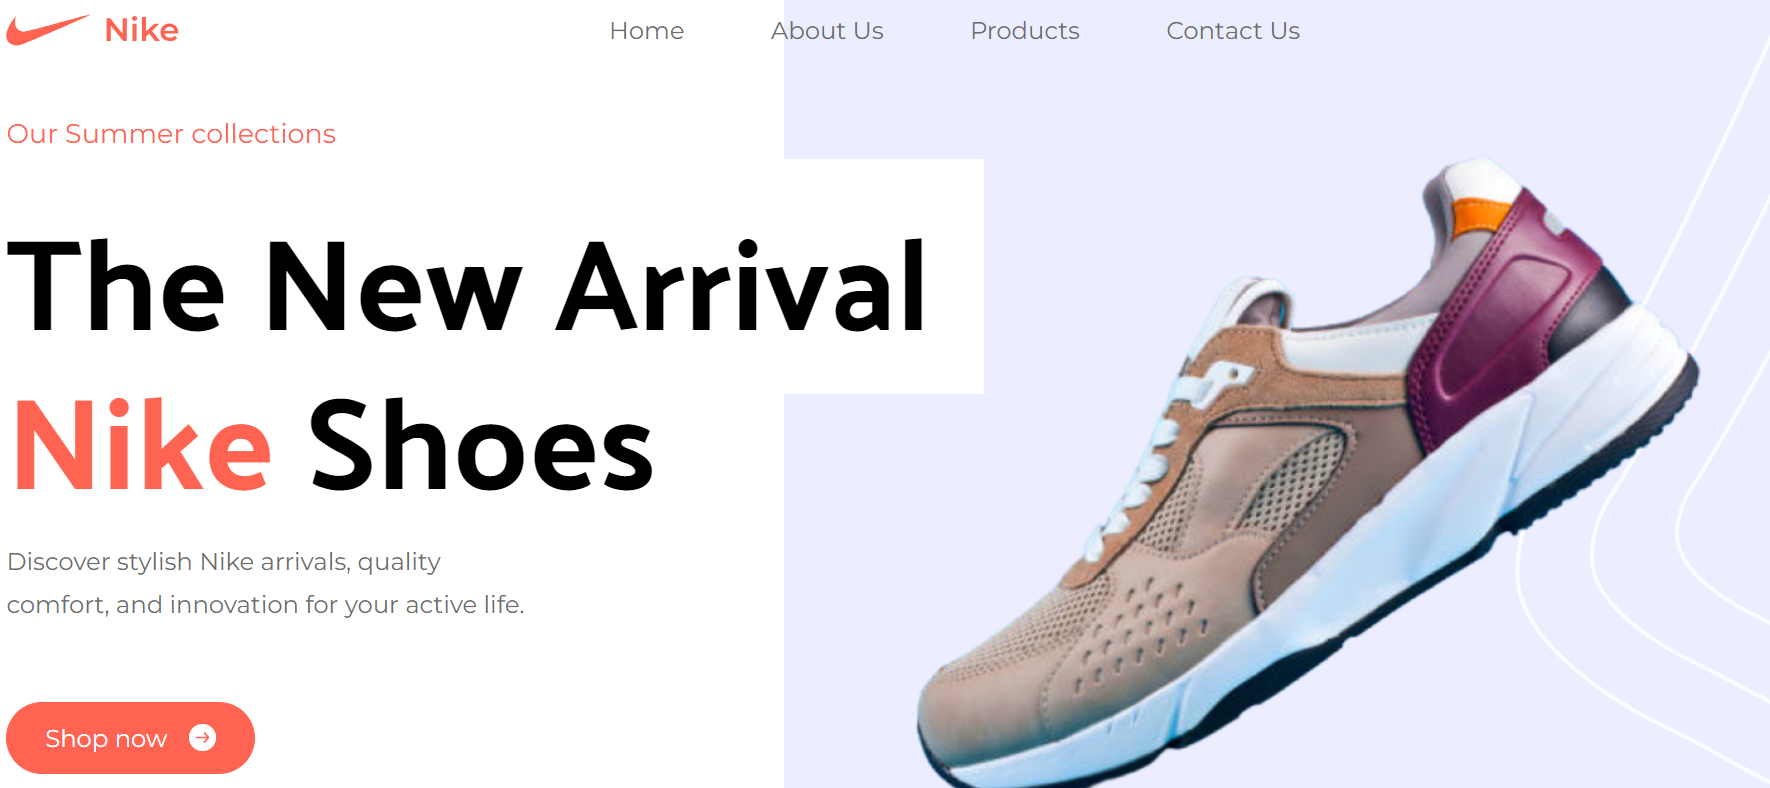 Nike
Home About Us Products Contact Us
Our Summer collections
The New Arrival
Nike Shoes
Discover stylish Nike arrivals, quality
comfort, and innovation for your active life.
Shop now